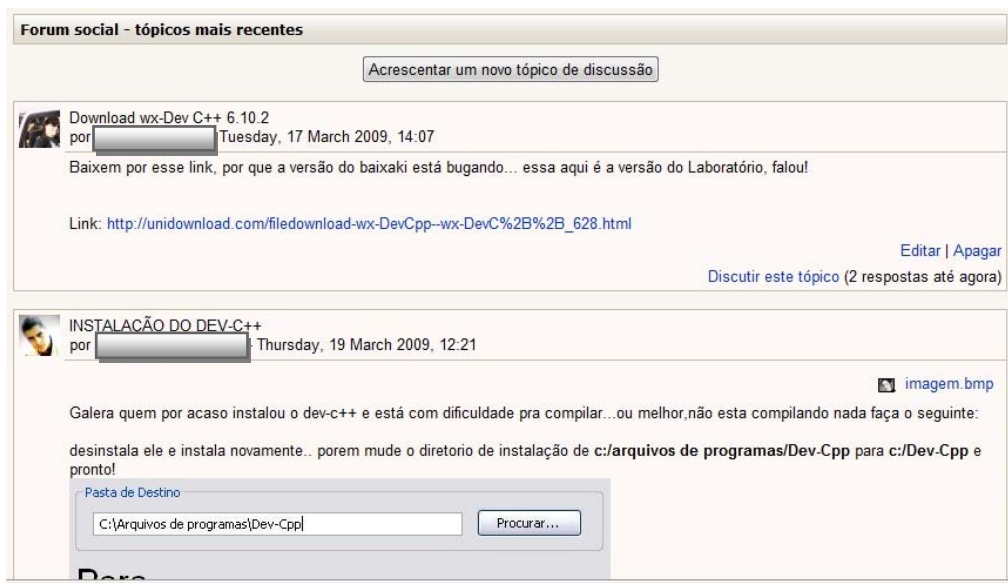 Forum social - tópicos mais recentes
Acrescentar um novo tópico de discussão
Download wx-Dev C++ 6.10.2
por Tuesday, 17 March 2009, 14:07
Baixem por esse link, por que a versão do baixaki está bugando... essa aqui é a versão do Laboratório, falou!
Link: http://unidownload.com/filedownload-wx-DevCpp--wx-DevC%2B%2B_628.html
Editar | Apagar
Discutir este tópico (2 respostas até agora)
INSTALAÇÃO DO DEV-C++
por - Thursday, 19 March 2009, 12:21
imagem.bmp
Galera quem por acaso instalou o dev-c++ e está com dificuldade pra compilar...ou melhor,não esta compilando nada faça o seguinte:
desinstala ele e instala novamente.. porem mude o diretorio de instalação de c:/arquivos de programas/Dev-Cpp para c:/Dev-Cpp e
pronto!
Pasta de Destino
C:\Arquivos de programas\Dev-Cpp
Procurar...
Para